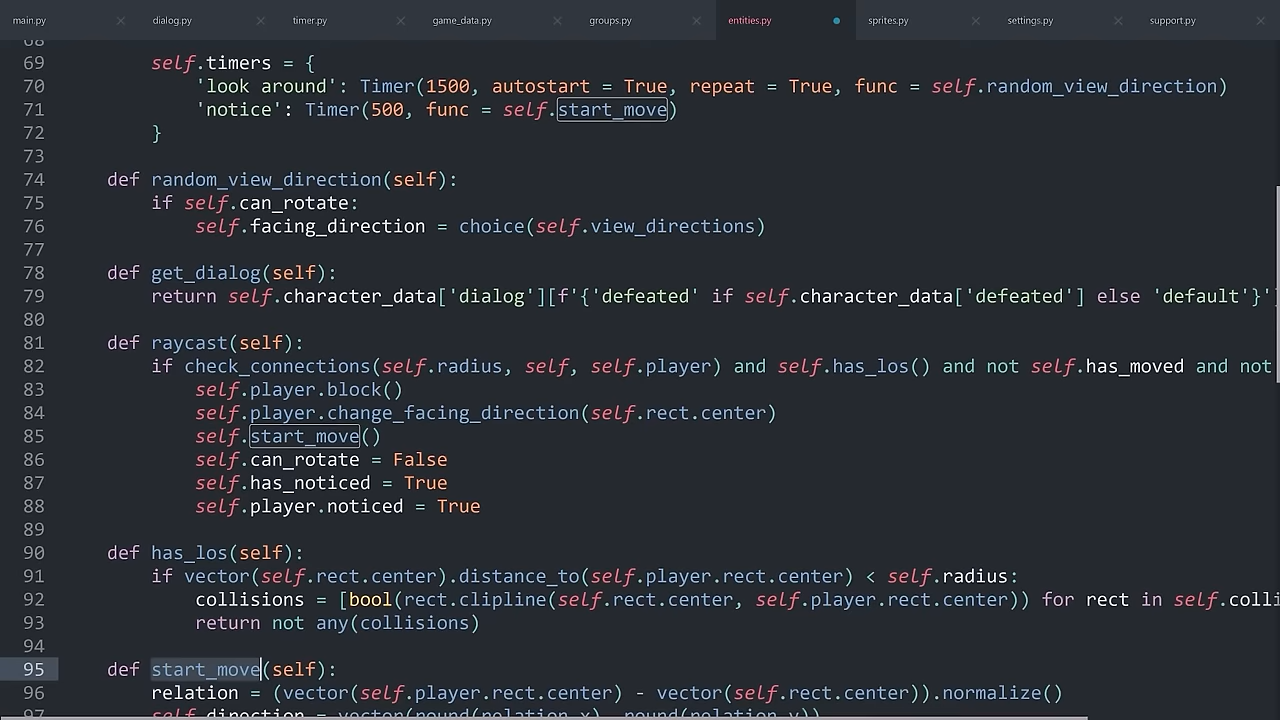 main.py dialog.py timer.py game_data.py groups.py entities.py sprites.py settings.py support.py
68
69 self.timers = {
70 'look around': Timer(1500, autostart = True, repeat = True, func = self.random_view_direction)
71 'notice': Timer(500, func = self.start_move)
72 }
73
74 def random_view_direction(self):
75 if self.can_rotate:
76 self.facing_direction = choice(self.view_directions)
77
78 def get_dialog(self):
79 return self.character_data['dialog'][f'{'defeated' if self.character_data['defeated'] else 'default'}']
80
81 def raycast(self):
82 if check_connections(self.radius, self, self.player) and self.has_los() and not self.has_moved and not
83 self.player.block()
84 self.player.change_facing_direction(self.rect.center)
85 self.start_move()
86 self.can_rotate = False
87 self.has_noticed = True
88 self.player.noticed = True
89
90 def has_los(self):
91 if vector(self.rect.center).distance_to(self.player.rect.center) < self.radius:
92 collisions = [bool(rect.clipline(self.rect.center, self.player.rect.center)) for rect in self.colli
93 return not any(collisions)
94
95 def start_move(self):
96 relation = (vector(self.player.rect.center) - vector(self.rect.center)).normalize()
97 self.direction = vector(round(relation.x), round(relation.y))